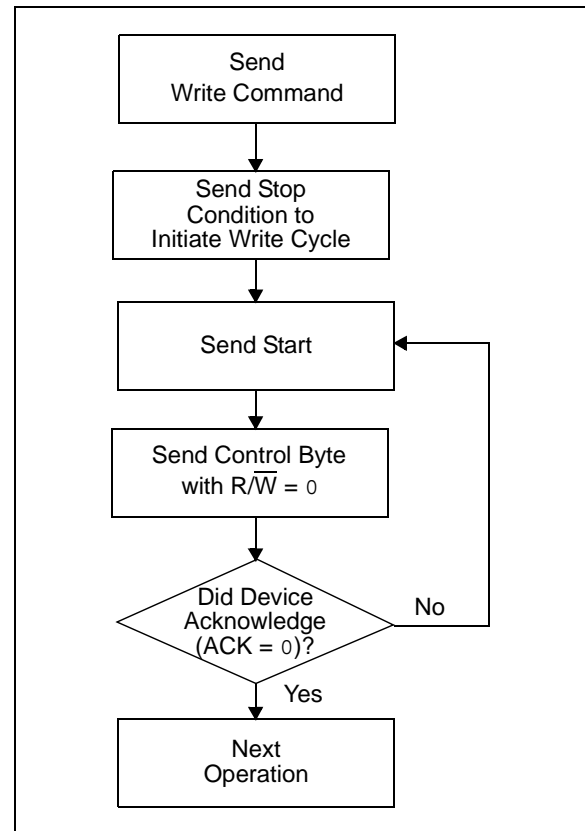 Send
Write Command
Send Stop
Condition to
Initiate Write Cycle
Send Start
Send Control Byte
with R/W̅ = 0
Did Device
Acknowledge
(ACK = 0)?
No
Yes
Next
Operation